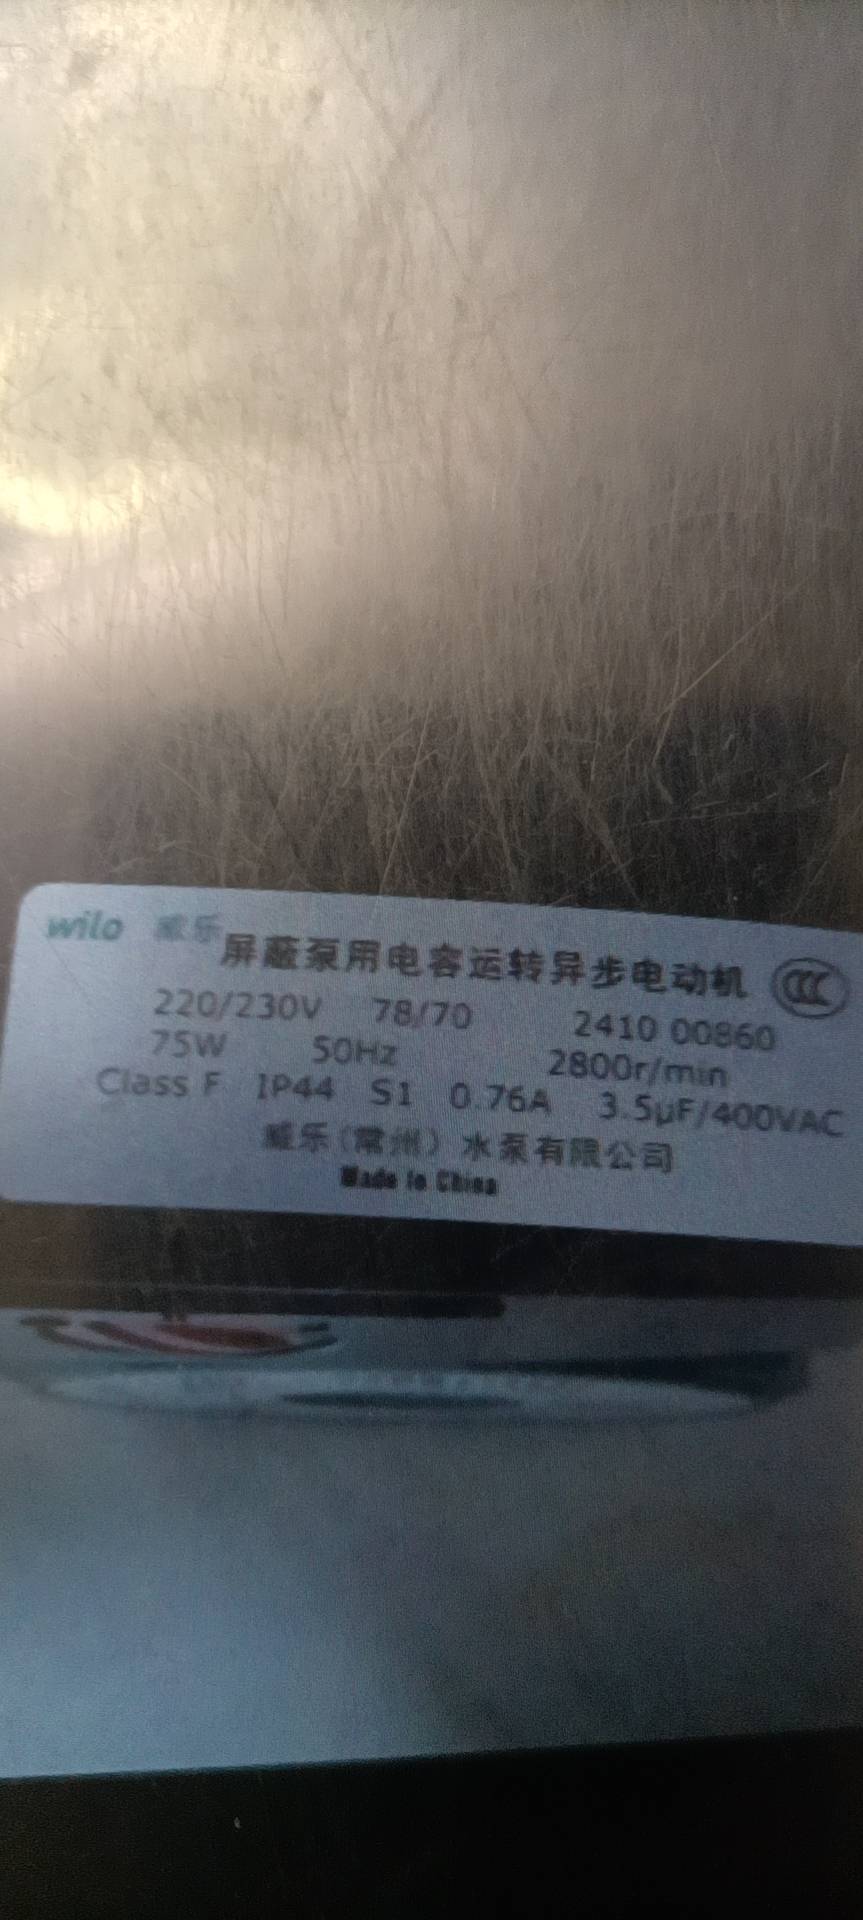 wilo 威乐
屏蔽泵用电容运转异步电动机 CCC
220/230V 78/70 2410 00860
75W 50Hz 2800r/min
Class F IP44 S1 0.76A 3.5μF/400VAC
威乐(常州)水泵有限公司
Made in China